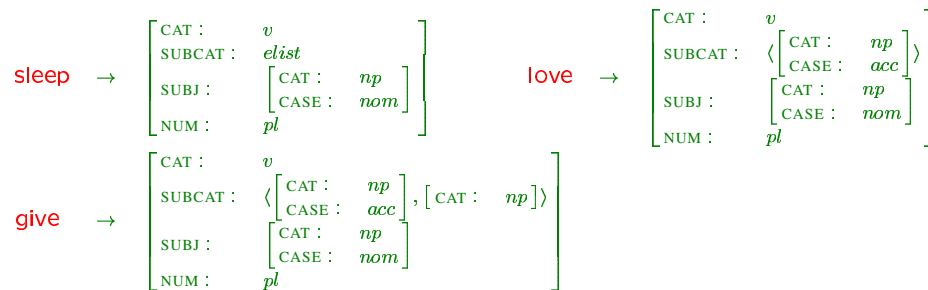 sleep → [CAT : v
SUBCAT : elist
SUBJ : [CAT : np
CASE : nom]
NUM : pl]
love → [CAT : v
SUBCAT : ⟨[CAT : np
CASE : acc]⟩
SUBJ : [CAT : np
CASE : nom]
NUM : pl]
give → [CAT : v
SUBCAT : ⟨[CAT : np
CASE : acc], [CAT : np]⟩
SUBJ : [CAT : np
CASE : nom]
NUM : pl]